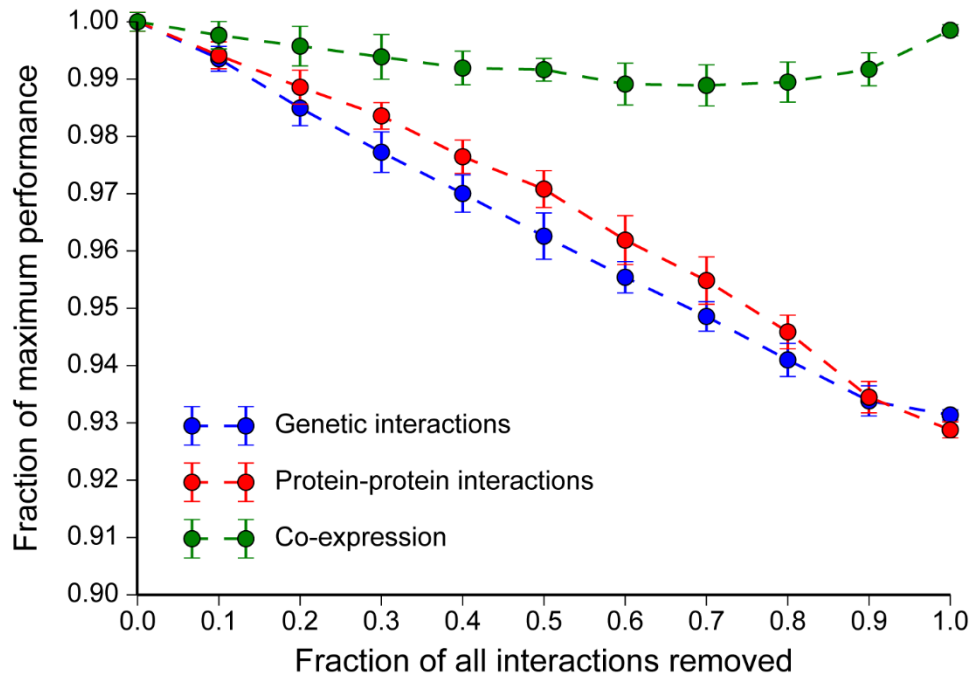 Fraction of maximum performance
1.00
0.99
0.98
0.97
0.96
0.95
0.94
0.93
0.92
0.91
0.90
Genetic interactions
Protein-protein interactions
Co-expression
0.0 0.1 0.2 0.3 0.4 0.5 0.6 0.7 0.8 0.9 1.0
Fraction of all interactions removed